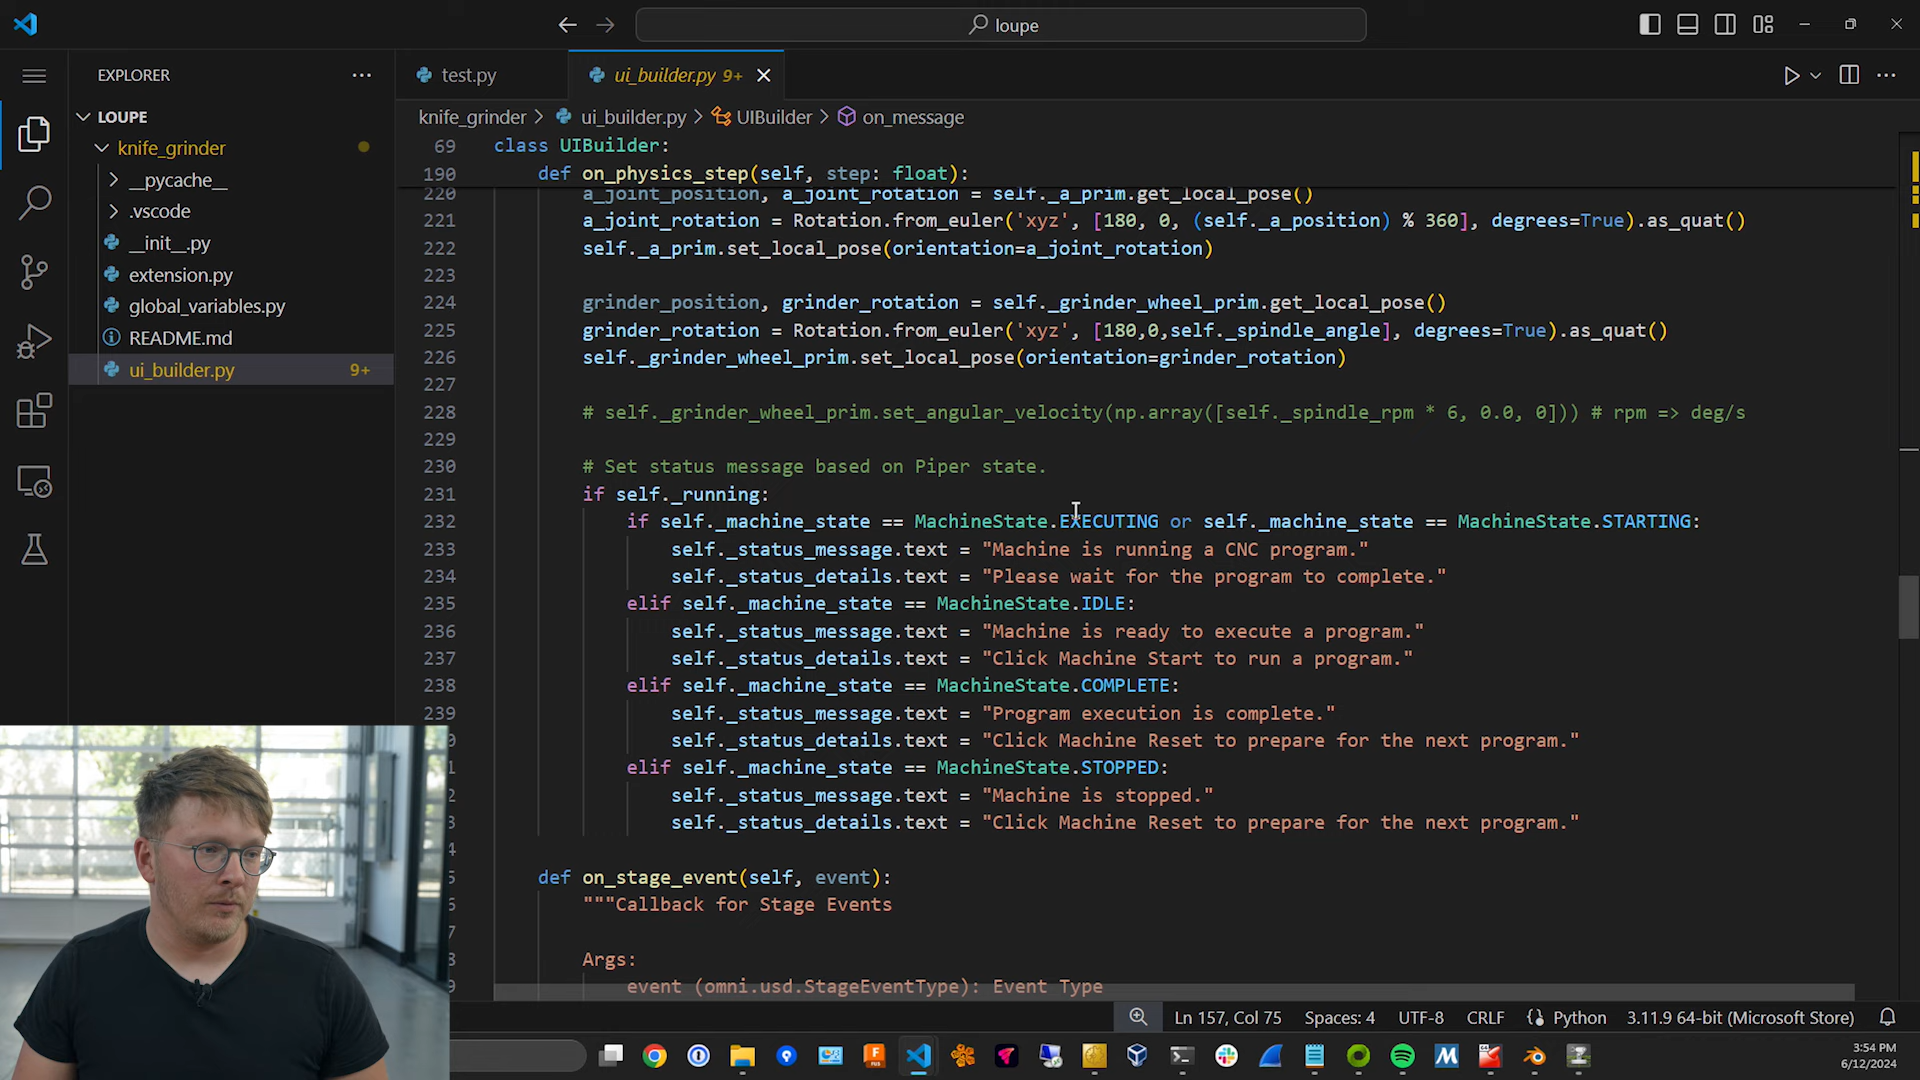 loupe
EXPLORER
test.py
ui_builder.py 9+
LOUPE
knife_grinder
__pycache__
.vscode
__init__.py
extension.py
global_variables.py
README.md
ui_builder.py 9+
knife_grinder > ui_builder.py > UIBuilder > on_message
69 class UIBuilder:
190 def on_physics_step(self, step: float):
220 a_joint_position, a_joint_rotation = self._a_prim.get_local_pose()
221 a_joint_rotation = Rotation.from_euler('xyz', [180, 0, (self._a_position) % 360], degrees=True).as_quat()
222 self._a_prim.set_local_pose(orientation=a_joint_rotation)
223
224 grinder_position, grinder_rotation = self._grinder_wheel_prim.get_local_pose()
225 grinder_rotation = Rotation.from_euler('xyz', [180,0,self._spindle_angle], degrees=True).as_quat()
226 self._grinder_wheel_prim.set_local_pose(orientation=grinder_rotation)
227
228 # self._grinder_wheel_prim.set_angular_velocity(np.array([self._spindle_rpm * 6, 0.0, 0])) # rpm => deg/s
229
230 # Set status message based on Piper state.
231 if self._running:
232 if self._machine_state == MachineState.EXECUTING or self._machine_state == MachineState.STARTING:
233 self._status_message.text = "Machine is running a CNC program."
234 self._status_details.text = "Please wait for the program to complete."
235 elif self._machine_state == MachineState.IDLE:
236 self._status_message.text = "Machine is ready to execute a program."
237 self._status_details.text = "Click Machine Start to run a program."
238 elif self._machine_state == MachineState.COMPLETE:
239 self._status_message.text = "Program execution is complete."
0 self._status_details.text = "Click Machine Reset to prepare for the next program."
1 elif self._machine_state == MachineState.STOPPED:
2 self._status_message.text = "Machine is stopped."
3 self._status_details.text = "Click Machine Reset to prepare for the next program."
4
5 def on_stage_event(self, event):
6 """Callback for Stage Events
7
8 Args:
9 event (omni.usd.StageEventType): Event Type
Ln 157, Col 75
Spaces: 4
UTF-8
CRLF
Python
3.11.9 64-bit (Microsoft Store)
3:54 PM
6/12/2024